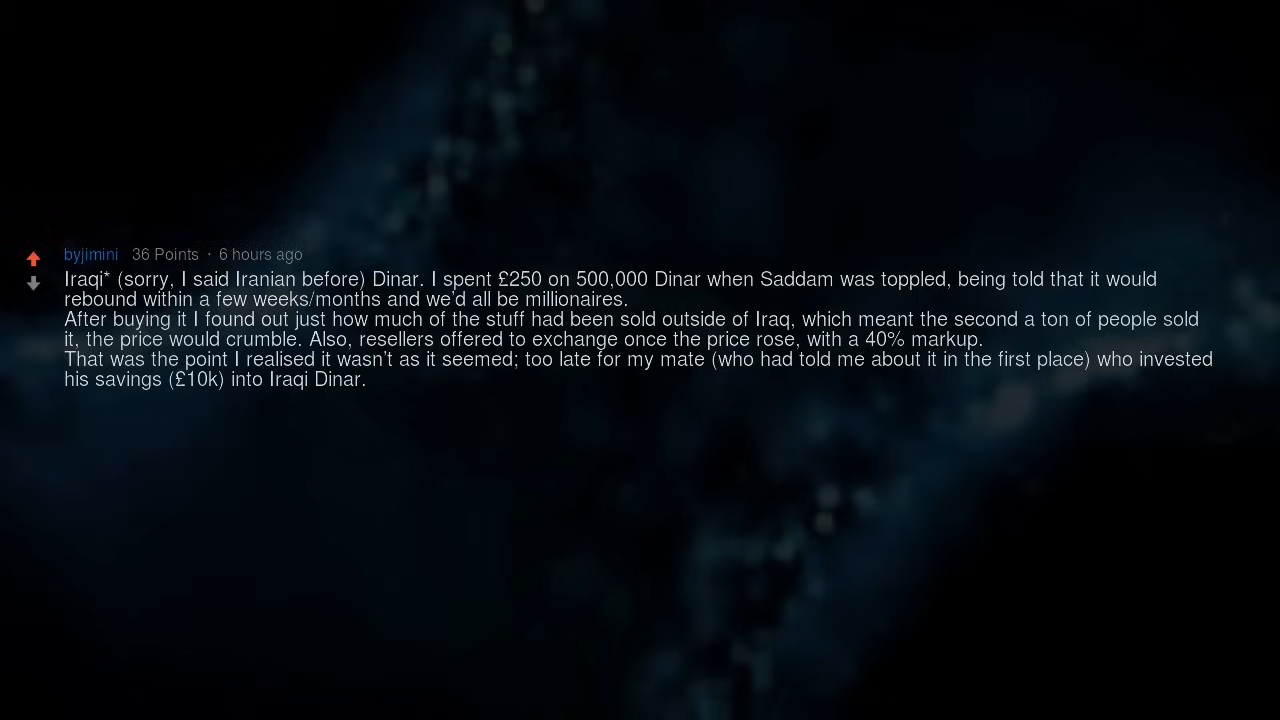 byjimini 36 Points · 6 hours ago
Iraqi* (sorry, I said Iranian before) Dinar. I spent £250 on 500,000 Dinar when Saddam was toppled, being told that it would
rebound within a few weeks/months and we'd all be millionaires.
After buying it I found out just how much of the stuff had been sold outside of Iraq, which meant the second a ton of people sold
it, the price would crumble. Also, resellers offered to exchange once the price rose, with a 40% markup.
That was the point I realised it wasn't as it seemed; too late for my mate (who had told me about it in the first place) who invested
his savings (£10k) into Iraqi Dinar.